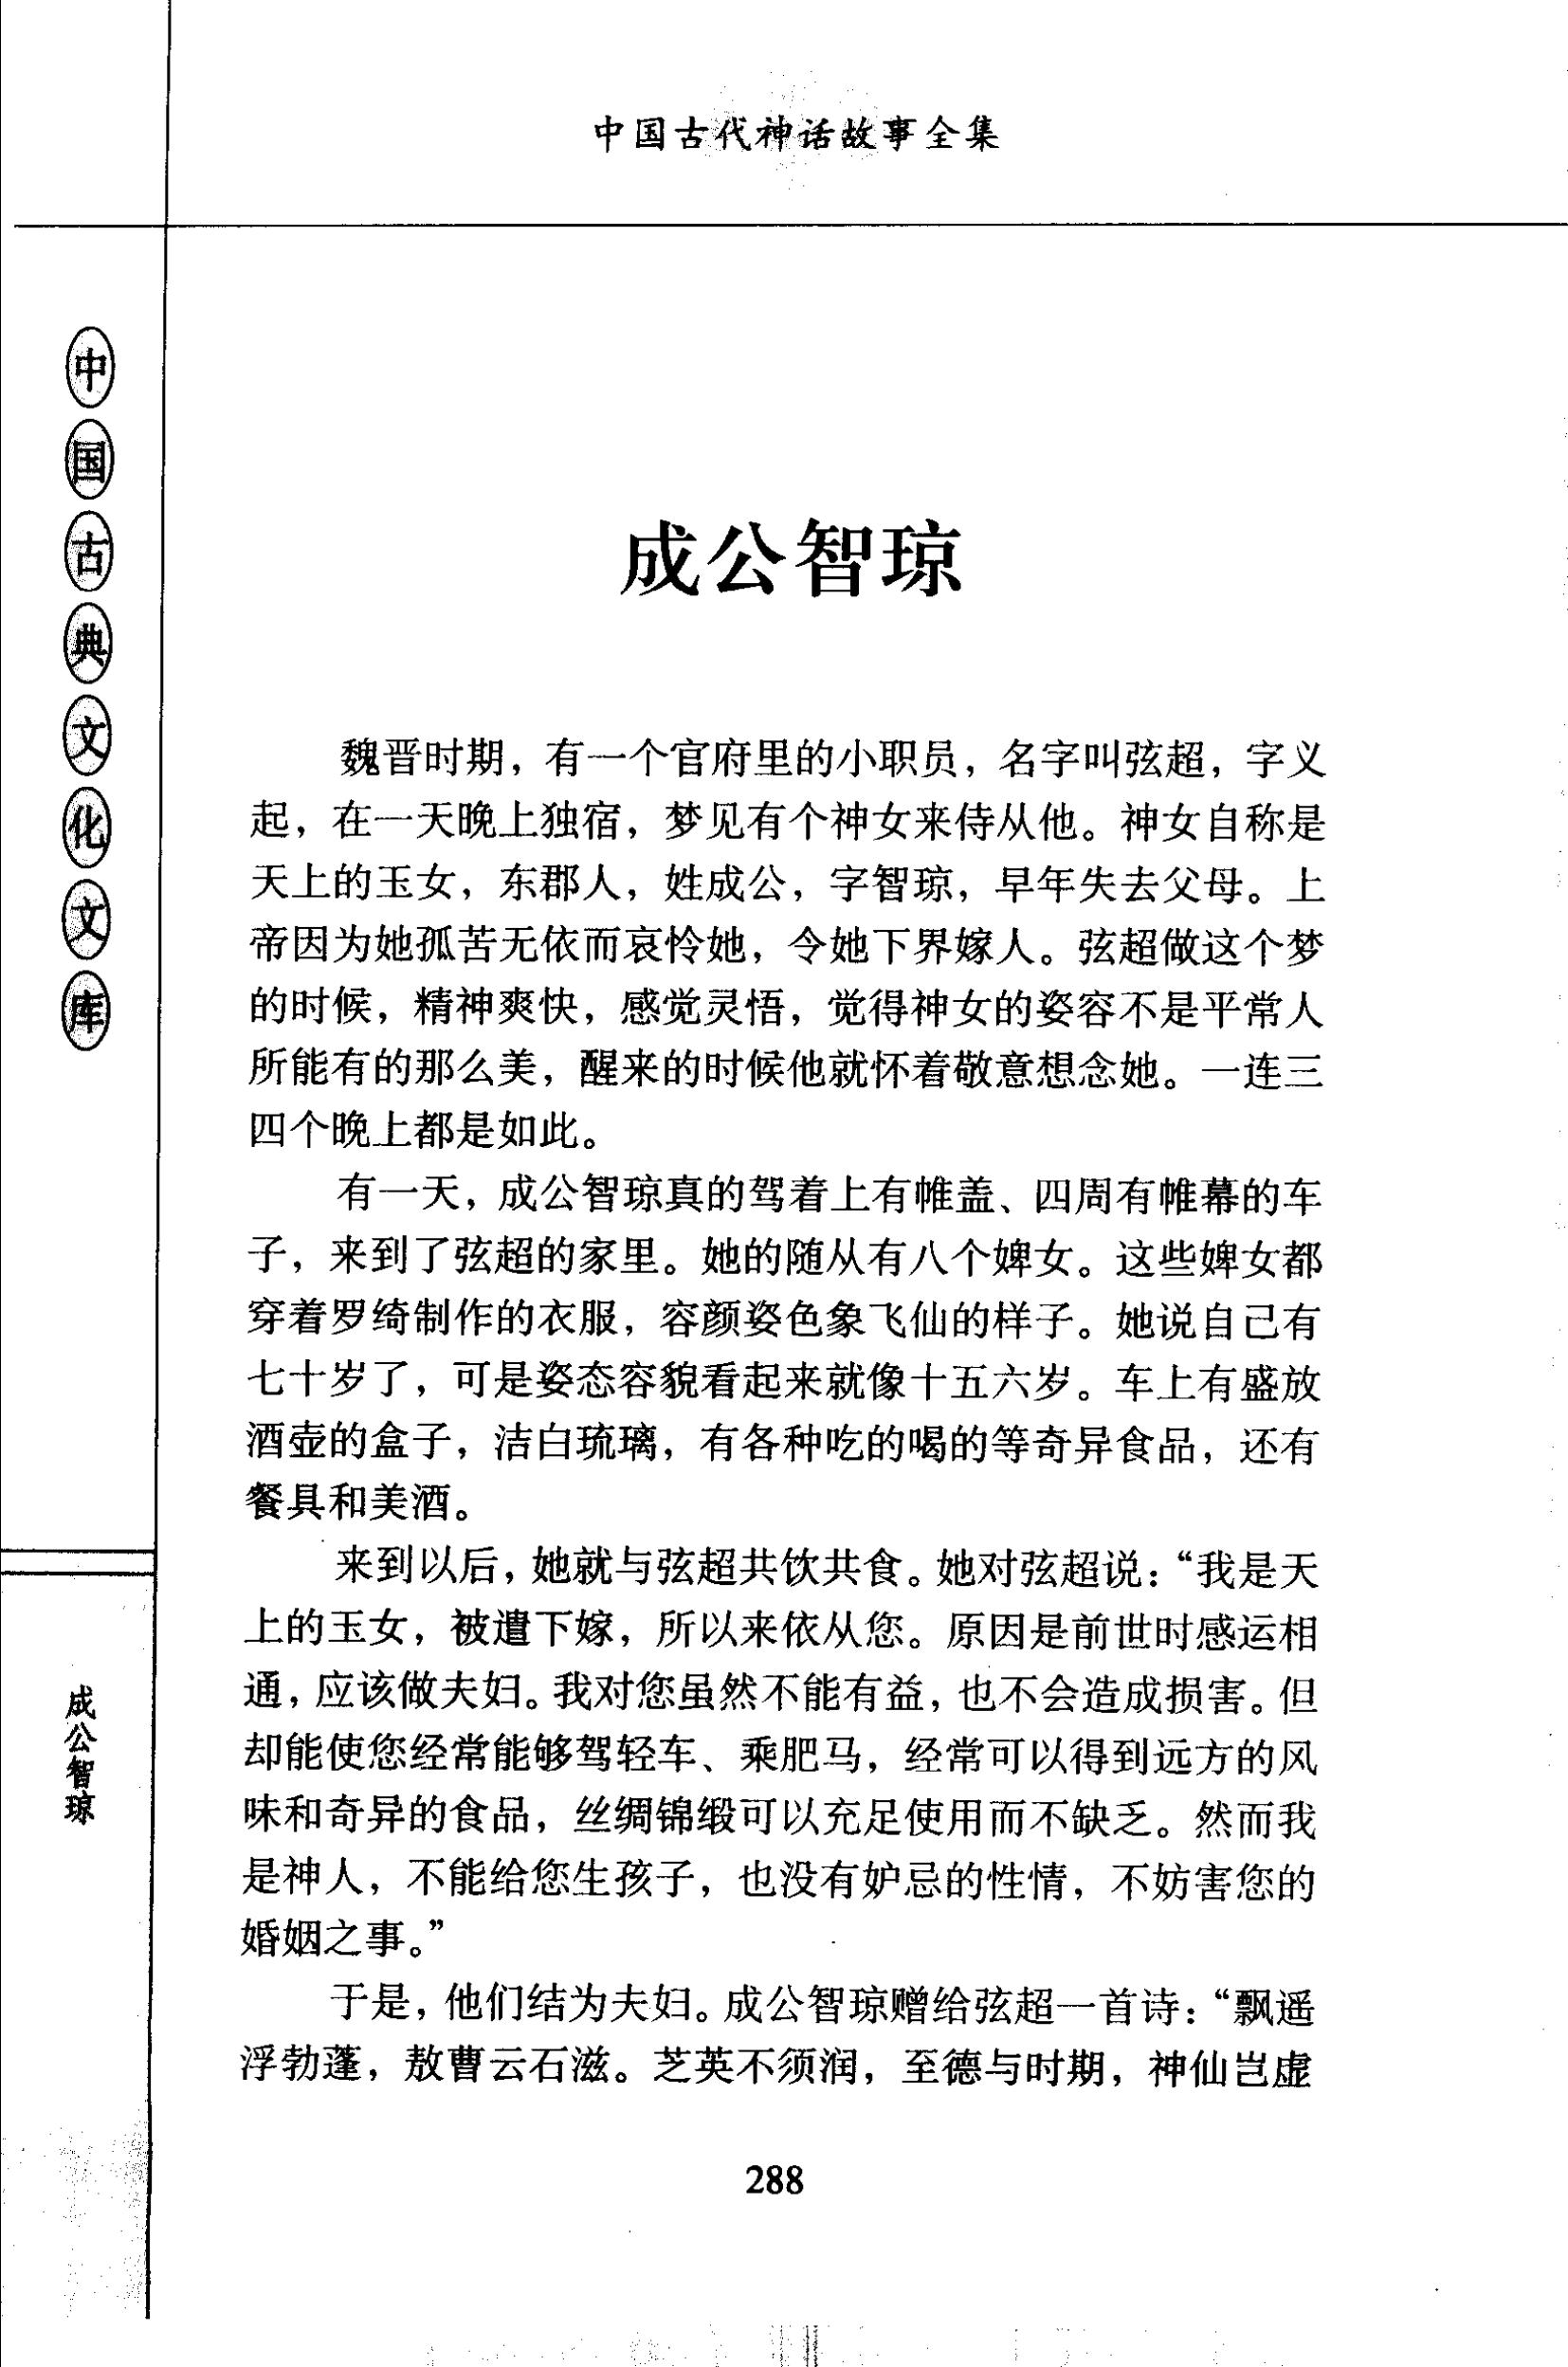 中国古代神话故事全集
中国古典文化文库
成公智琼
成公智琼
魏晋时期，有一个官府里的小职员，名字叫弦超，字义
起，在一天晚上独宿，梦见有个神女来侍从他。神女自称是
天上的玉女，东郡人，姓成公，字智琼，早年失去父母。上
帝因为她孤苦无依而哀怜她，令她下界嫁人。弦超做这个梦
的时候，精神爽快，感觉灵悟，觉得神女的姿容不是平常人
所能有的那么美，醒来的时候他就怀着敬意想念她。一连三
四个晚上都是如此。
有一天，成公智琼真的驾着上有帷盖、四周有帷幕的车
子，来到了弦超的家里。她的随从有八个婢女。这些婢女都
穿着罗绮制作的衣服，容颜姿色象飞仙的样子。她说自己有
七十岁了，可是姿态容貌看起来就像十五六岁。车上有盛放
酒壶的盒子，洁白琉璃，有各种吃的喝的等奇异食品，还有
餐具和美酒。
来到以后，她就与弦超共饮共食。她对弦超说：“我是天
上的玉女，被遣下嫁，所以来依从您。原因是前世时感运相
通，应该做夫妇。我对您虽然不能有益，也不会造成损害。但
却能使您经常能够驾轻车、乘肥马，经常可以得到远方的风
味和奇异的食品，丝绸锦缎可以充足使用而不缺乏。然而我
是神人，不能给您生孩子，也没有妒忌的性情，不妨害您的
婚姻之事。”
于是，他们结为夫妇。成公智琼赠给弦超一首诗：“飘遥
浮勃蓬，敖曹云石滋。芝英不须润，至德与时期，神仙岂虚
288